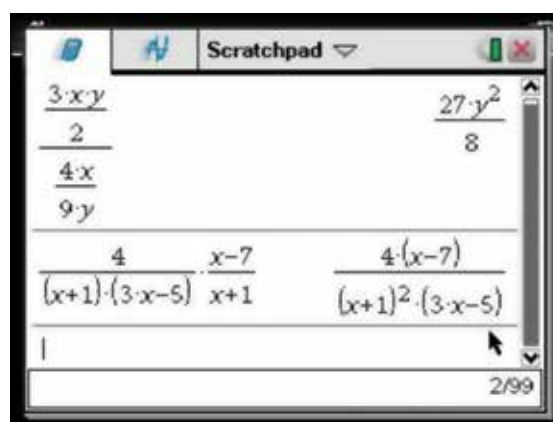 Scratchpad
3·x·y
2
4·x
9·y
27·y²
8
4
(x+1)·(3·x−5)
·
x−7
x+1
4·(x−7)
(x+1)²·(3·x−5)
2/99